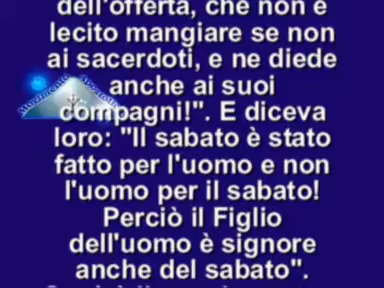 dell'offerta, che non è
lecito mangiare se non
ai sacerdoti, e ne diede
anche ai suoi
compagni!". E diceva
loro: "Il sabato è stato
fatto per l'uomo e non
l'uomo per il sabato!
Perciò il Figlio
dell'uomo è signore
anche del sabato".